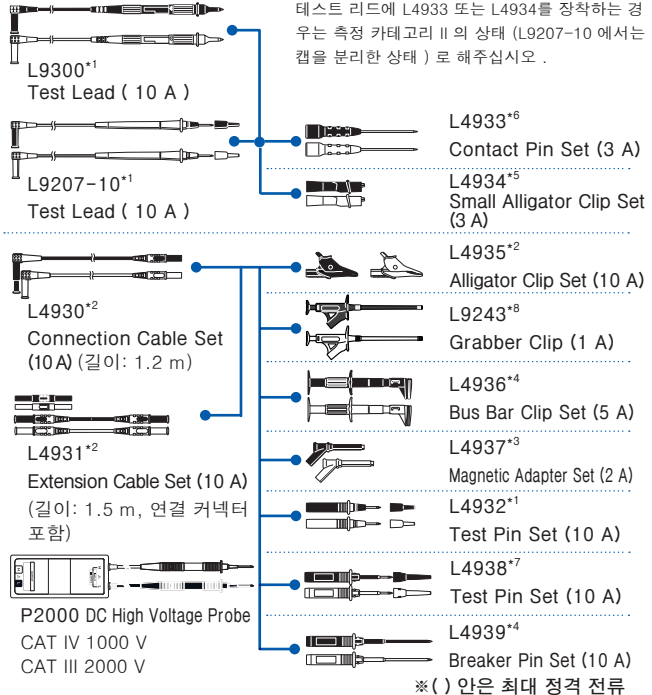 테스트 리드에 L4933 또는 L4934를 장착하는 경
우는 측정 카테고리 II 의 상태 (L9207-10 에서는
캡을 분리한 상태 ) 로 해주십시오 .
L9300*1
Test Lead ( 10 A )
L9207-10*1
Test Lead ( 10 A )
L4933*6
Contact Pin Set (3 A)
L4934*5
Small Alligator Clip Set
(3 A)
L4930*2
Connection Cable Set
(10 A) (길이: 1.2 m)
L4931*2
Extension Cable Set (10 A)
(길이: 1.5 m, 연결 커넥터
포함)
P2000 DC High Voltage Probe
CAT IV 1000 V
CAT III 2000 V
L4935*2
Alligator Clip Set (10 A)
L9243*8
Grabber Clip (1 A)
L4936*4
Bus Bar Clip Set (5 A)
L4937*3
Magnetic Adapter Set (2 A)
L4932*1
Test Pin Set (10 A)
L4938*7
Test Pin Set (10 A)
L4939*4
Breaker Pin Set (10 A)
※( ) 안은 최대 정격 전류